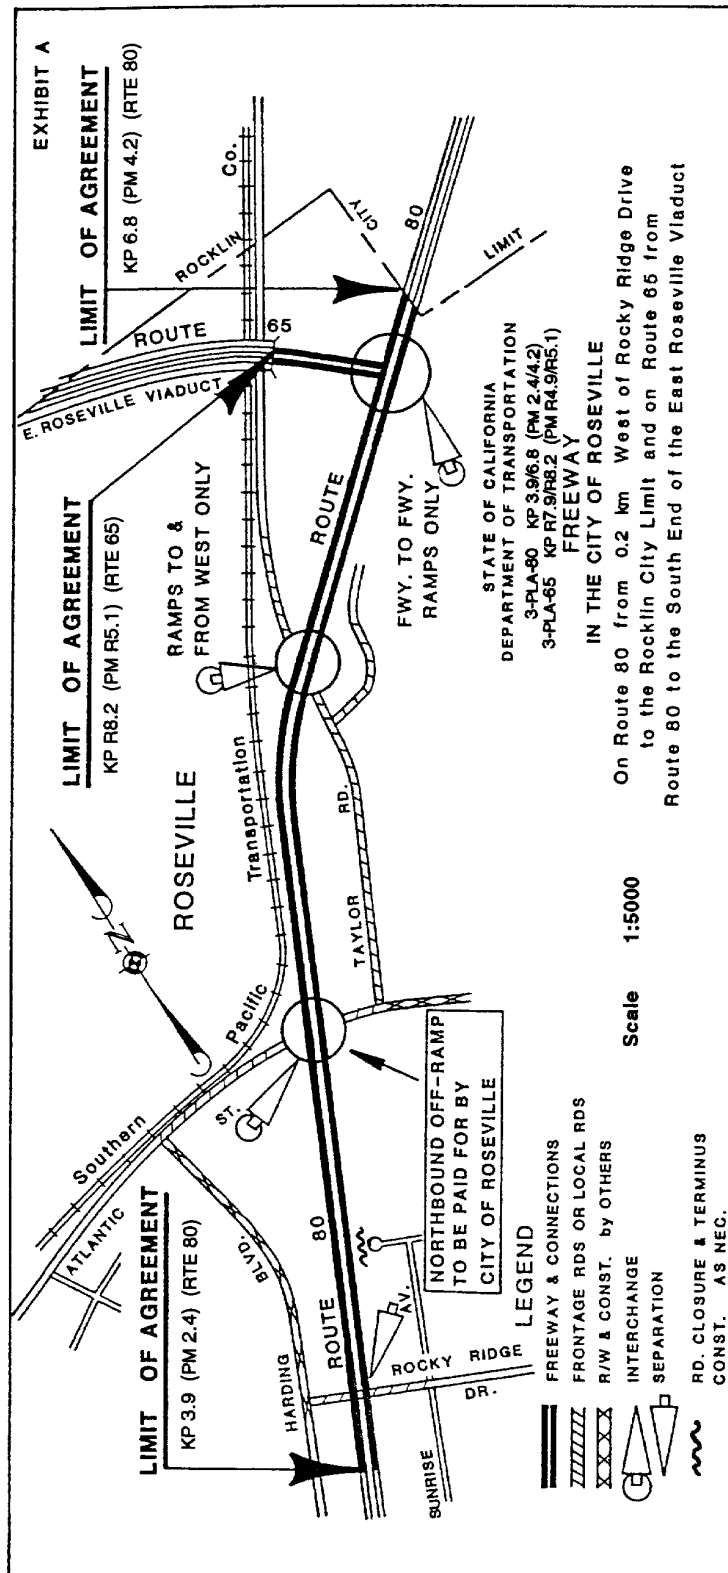 EXHIBIT A
LIMIT OF AGREEMENT
KP 3.9 (PM 2.4) (RTE 80)
LIMIT OF AGREEMENT
KP R8.2 (PM R5.1) (RTE 65)
LIMIT OF AGREEMENT
KP 6.8 (PM 4.2) (RTE 80)
ATLANTIC
ST.
Southern
Pacific
Transportation
Co.
N
ROSEVILLE
RAMPS TO &
FROM WEST ONLY
E. ROSEVILLE VIADUCT
ROUTE
65
ROCKLIN
CITY
LIMIT
80
HARDING
BLVD.
ROUTE
80
ROUTE
TAYLOR
RD.
FWY. TO FWY.
RAMPS ONLY
SUNRISE
AV.
ROCKY RIDGE
DR.
NORTHBOUND OFF-RAMP
TO BE PAID FOR BY
CITY OF ROSEVILLE
LEGEND
FREEWAY & CONNECTIONS
FRONTAGE RDS OR LOCAL RDS
R/W & CONST. by OTHERS
INTERCHANGE
SEPARATION
RD. CLOSURE & TERMINUS
CONST. AS NEC.
Scale 1:5000
STATE OF CALIFORNIA
DEPARTMENT OF TRANSPORTATION
3-PLA-80 KP 3.9/6.8 (PM 2.4/4.2)
3-PLA-65 KP R7.9/R8.2 (PM R4.9/R5.1)
FREEWAY
IN THE CITY OF ROSEVILLE
On Route 80 from 0.2 km West of Rocky Ridge Drive
to the Rocklin City Limit and on Route 65 from
Route 80 to the South End of the East Roseville Viaduct